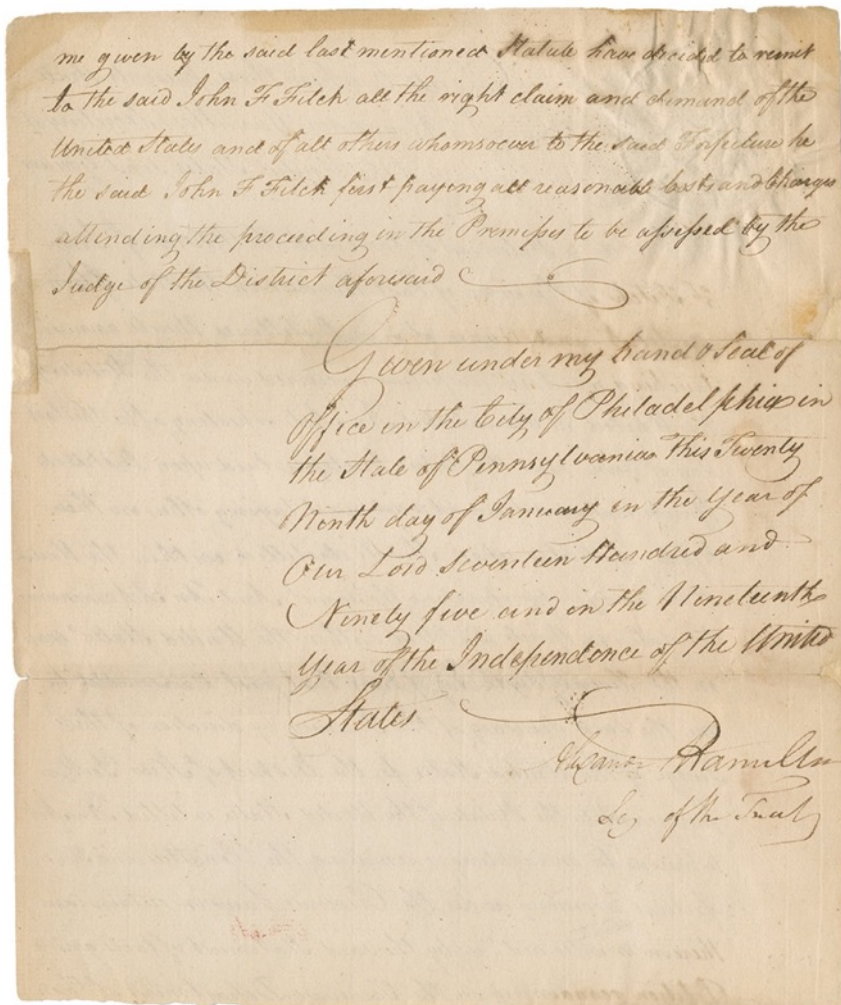 me given by the said last mentioned Statute have decided to remit
to the said John F Fitch all the right claim and demand of the
United States and of all others whomsoever to the said Forfeiture he
the said John F Fitch first paying all reasonable Costs and Charges
attending the proceeding in the Premises to be assessed by the
Judge of the District aforesaid
Given under my hand & Seal of
Office in the City of Philadelphia in
the State of Pennsylvania This Twenty
Ninth day of January in the Year of
Our Lord Seventeen Hundred and
Ninety five and in the Nineteenth
Year of the Independence of the United
States
Alexander Hamilton
Sey of the Treasy